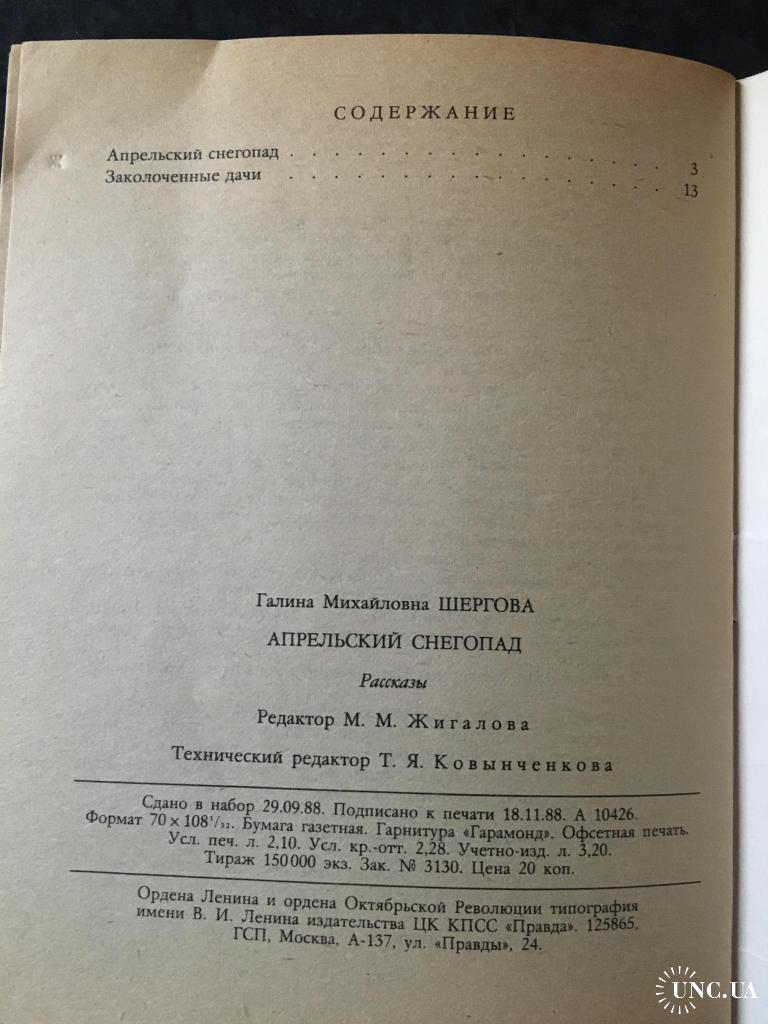 СОДЕРЖАНИЕ
Апрельский снегопад . . . . . . . . . . . . . . . . 3
Заколоченные дачи . . . . . . . . . . . . . . . . . 13
Галина Михайловна ШЕРГОВА
АПРЕЛЬСКИЙ СНЕГОПАД
Рассказы
Редактор М. М. Жигалова
Технический редактор Т. Я. Ковынченкова
Сдано в набор 29.09.88. Подписано к печати 18.11.88. А 10426.
Формат 70×108¹/₃₂. Бумага газетная. Гарнитура «Гарамонд». Офсетная печать.
Усл. печ. л. 2,10. Усл. кр.-отт. 2,28. Учетно-изд. л. 3,20.
Тираж 150 000 экз. Зак. № 3130. Цена 20 коп.
Ордена Ленина и ордена Октябрьской Революции типография
имени В. И. Ленина издательства ЦК КПСС «Правда». 125865,
ГСП, Москва, А-137, ул. «Правды», 24.
UNC.UA